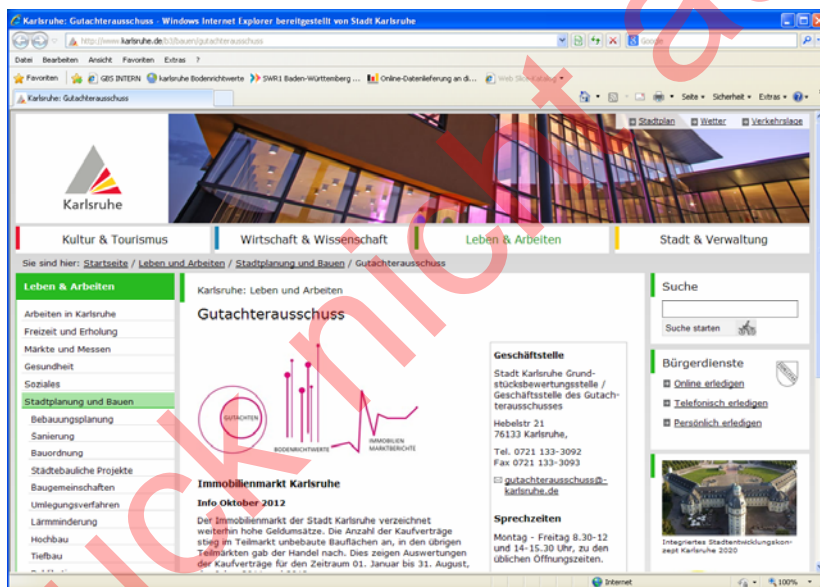 Karlsruhe: Gutachterausschuss - Windows Internet Explorer bereitgestellt von Stadt Karlsruhe
http://www.karlsruhe.de/b3/bauen/gutachterausschuss
Google
Datei Bearbeiten Ansicht Favoriten Extras ?
Favoriten GBS INTERN karlsruhe Bodenrichtwerte SWR1 Baden-Württemberg ... Online-Datenlieferung an di... Web Slice-Katalog
Karlsruhe: Gutachterausschuss
Seite Sicherheit Extras
Stadtplan Wetter Verkehrslage
Karlsruhe
Kultur & Tourismus
Wirtschaft & Wissenschaft
Leben & Arbeiten
Stadt & Verwaltung
Sie sind hier: Startseite / Leben und Arbeiten / Stadtplanung und Bauen / Gutachterausschuss
Leben & Arbeiten
Arbeiten in Karlsruhe
Freizeit und Erholung
Märkte und Messen
Gesundheit
Soziales
Stadtplanung und Bauen
Bebauungsplanung
Sanierung
Bauordnung
Städtebauliche Projekte
Baugemeinschaften
Umlegungsverfahren
Lärmminderung
Hochbau
Tiefbau
Karlsruhe: Leben und Arbeiten
Gutachterausschuss
GUTACHTEN
BODENRICHTWERTE
IMMOBILIEN
MARKTBERICHTE
Immobilienmarkt Karlsruhe
Info Oktober 2012
Der Immobilienmarkt der Stadt Karlsruhe verzeichnet
weiterhin hohe Geldumsätze. Die Anzahl der Kaufverträge
stieg im Teilmarkt unbebaute Bauflächen an, in den übrigen
Teilmärkten gab der Handel nach. Dies zeigen Auswertungen
der Kaufverträge für den Zeitraum 01. Januar bis 31. August,
Geschäftstelle
Stadt Karlsruhe Grund-
stücksbewertungsstelle /
Geschäftsstelle des Gutach-
terausschusses
Hebelstr 21
76133 Karlsruhe,
Tel. 0721 133-3092
Fax 0721 133-3093
gutachterausschuss@-
karlsruhe.de
Sprechzeiten
Montag - Freitag 8.30-12
und 14-15.30 Uhr, zu den
üblichen Öffnungszeiten.
Suche
Suche starten
Bürgerdienste
Online erledigen
Telefonisch erledigen
Persönlich erledigen
Integriertes Stadtentwicklungskon-
zept Karlsruhe 2020
Internet
100%